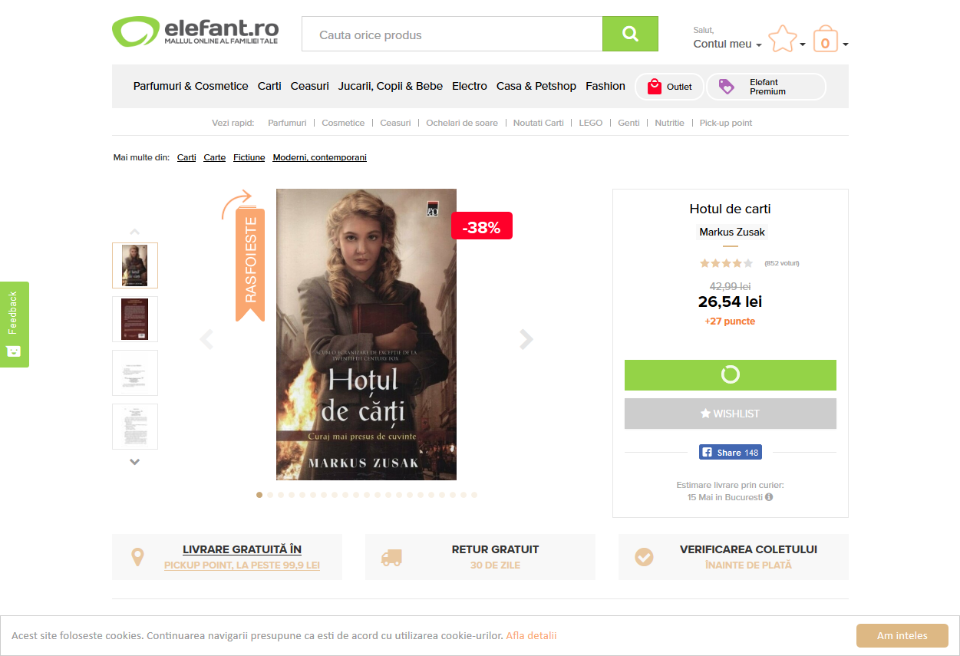 elefant.ro
MALLUL ONLINE AL FAMILIEI TALE
Cauta orice produs
Salut,
Contul meu
0
Parfumuri & Cosmetice Carti Ceasuri Jucarii, Copii & Bebe Electro Casa & Petshop Fashion Outlet Elefant Premium
Vezi rapid: Parfumuri | Cosmetice | Ceasuri | Ochelari de soare | Noutati Carti | LEGO | Genti | Nutritie | Pick-up point
Mai multe din: Carti Carte Fictiune Moderni, contemporani
RASFOIESTE
-38%
Hoțul
de cărți
Curaj mai presus de cuvinte
MARKUS ZUSAK
Hotul de carti
Markus Zusak
(852 voturi)
42,99 lei
26,54 lei
+27 puncte
WISHLIST
Share 148
Estimare livrare prin curier:
15 Mai in Bucuresti
Feedback
LIVRARE GRATUITĂ ÎN
PICKUP POINT, LA PESTE 99,9 LEI
RETUR GRATUIT
30 DE ZILE
VERIFICAREA COLETULUI
ÎNAINTE DE PLATĂ
Acest site foloseste cookies. Continuarea navigarii presupune ca esti de acord cu utilizarea cookie-urilor. Afla detalii
Am inteles